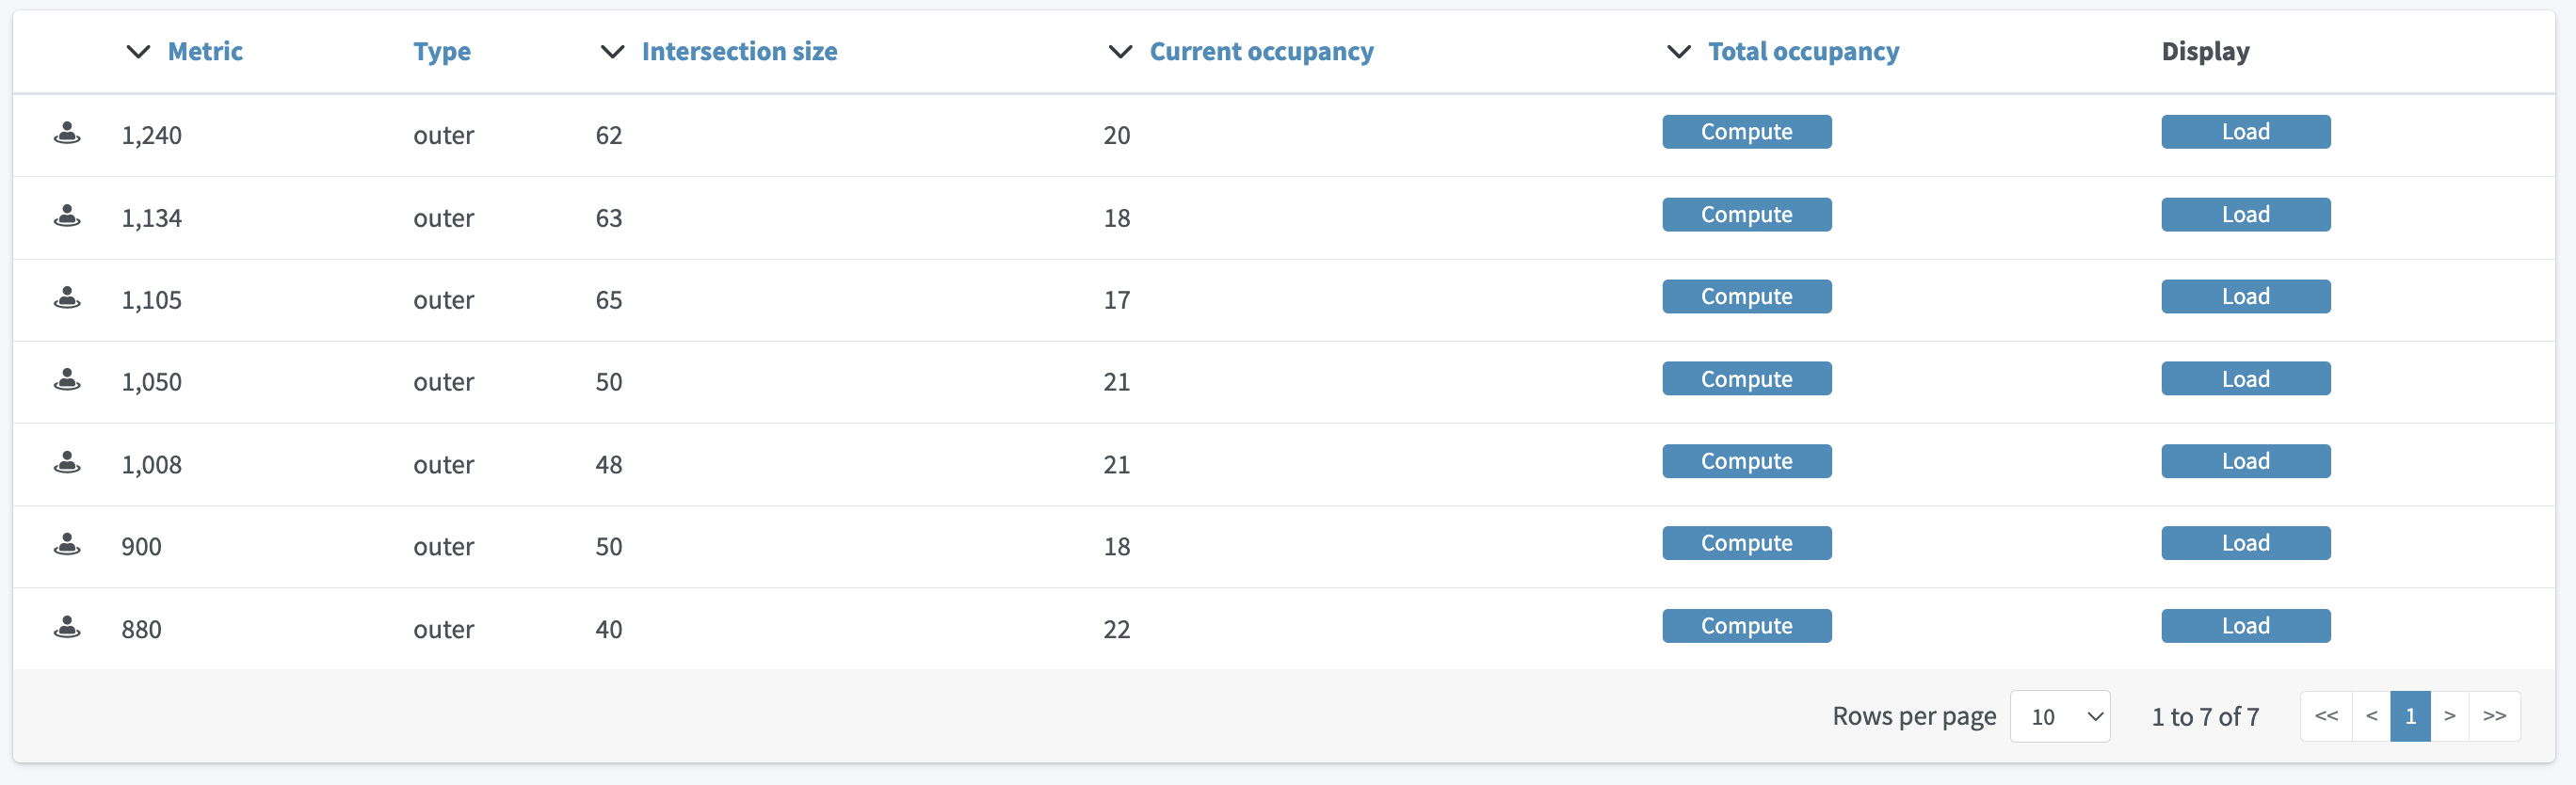 Metric Type Intersection size Current occupancy Total occupancy Display
1,240 outer 62 20 Compute Load
1,134 outer 63 18 Compute Load
1,105 outer 65 17 Compute Load
1,050 outer 50 21 Compute Load
1,008 outer 48 21 Compute Load
900 outer 50 18 Compute Load
880 outer 40 22 Compute Load
Rows per page 10 1 to 7 of 7 << < 1 > >>